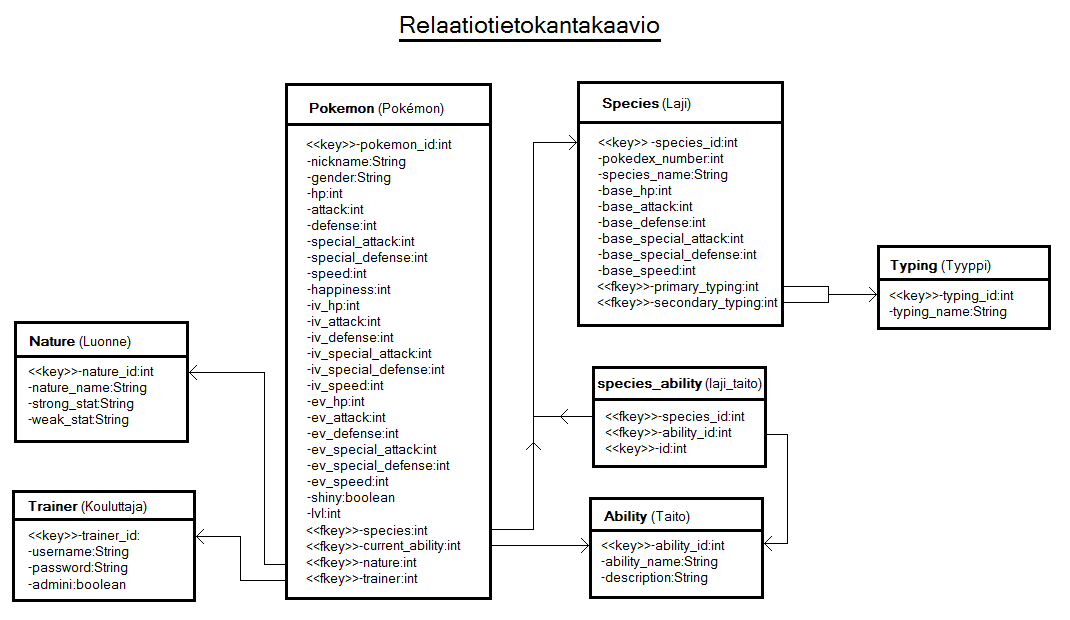 Relaatiotietokantakaavio
Pokemon (Pokémon)
<<key>>-pokemon_id:int
-nickname:String
-gender:String
-hp:int
-attack:int
-defense:int
-special_attack:int
-special_defense:int
-speed:int
-happiness:int
-iv_hp:int
-iv_attack:int
-iv_defense:int
-iv_special_attack:int
-iv_special_defense:int
-iv_speed:int
-ev_hp:int
-ev_attack:int
-ev_defense:int
-ev_special_attack:int
-ev_special_defense:int
-ev_speed:int
-shiny:boolean
-lvl:int
<<fkey>>-species:int
<<fkey>>-current_ability:int
<<fkey>>-nature:int
<<fkey>>-trainer:int
Species (Laji)
<<key>> -species_id:int
-pokedex_number:int
-species_name:String
-base_hp:int
-base_attack:int
-base_defense:int
-base_special_attack:int
-base_special_defense:int
-base_speed:int
<<fkey>>-primary_typing:int
<<fkey>>-secondary_typing:int
Typing (Tyyppi)
<<key>>-typing_id:int
-typing_name:String
Nature (Luonne)
<<key>>-nature_id:int
-nature_name:String
-strong_stat:String
-weak_stat:String
species_ability (laji_taito)
<<fkey>>-species_id:int
<<fkey>>-ability_id:int
<<key>>-id:int
Trainer (Kouluttaja)
<<key>>-trainer_id:
-username:String
-password:String
-admini:boolean
Ability (Taito)
<<key>>-ability_id:int
-ability_name:String
-description:String